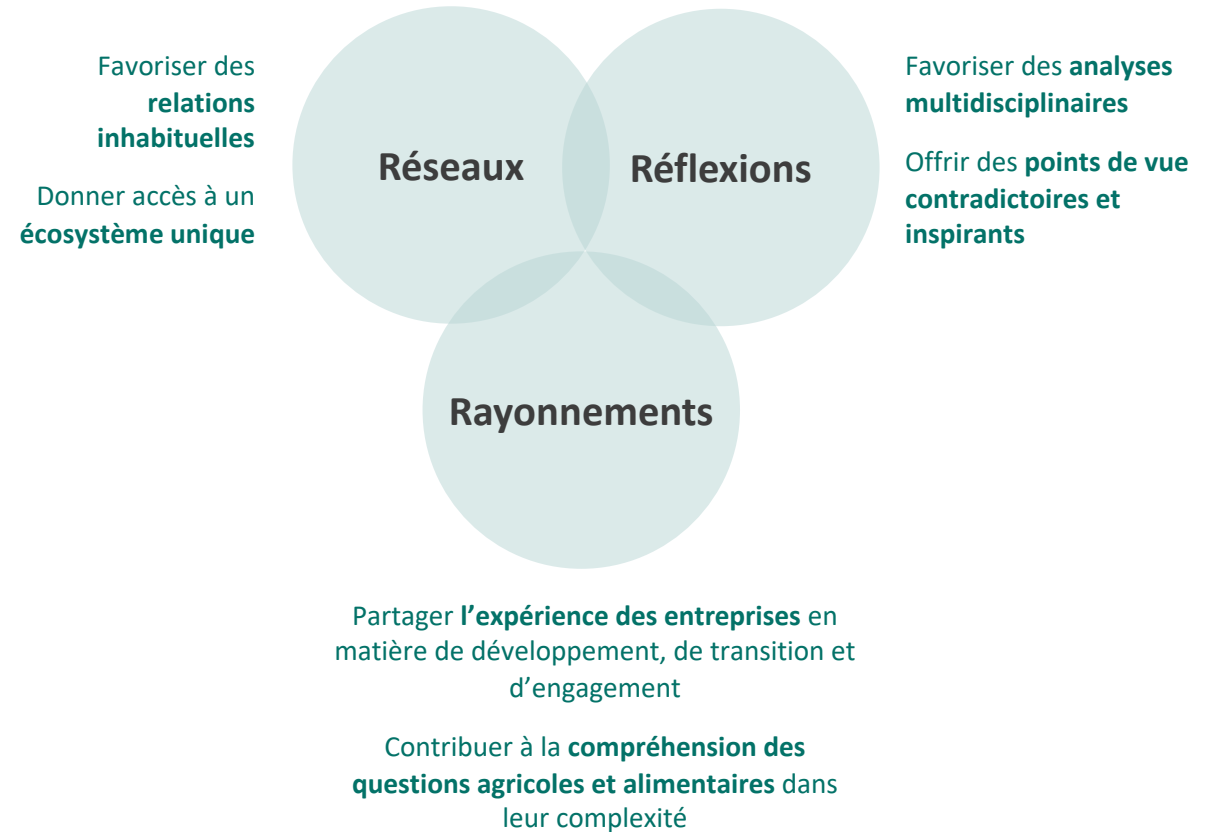 Favoriser des
relations
inhabituelles
Donner accès à un
écosystème unique
Réseaux
Réflexions
Favoriser des analyses
multidisciplinaires
Offrir des points de vue
contradictoires et
inspirants
Rayonnements
Partager l’expérience des entreprises en
matière de développement, de transition et
d’engagement
Contribuer à la compréhension des
questions agricoles et alimentaires dans
leur complexité